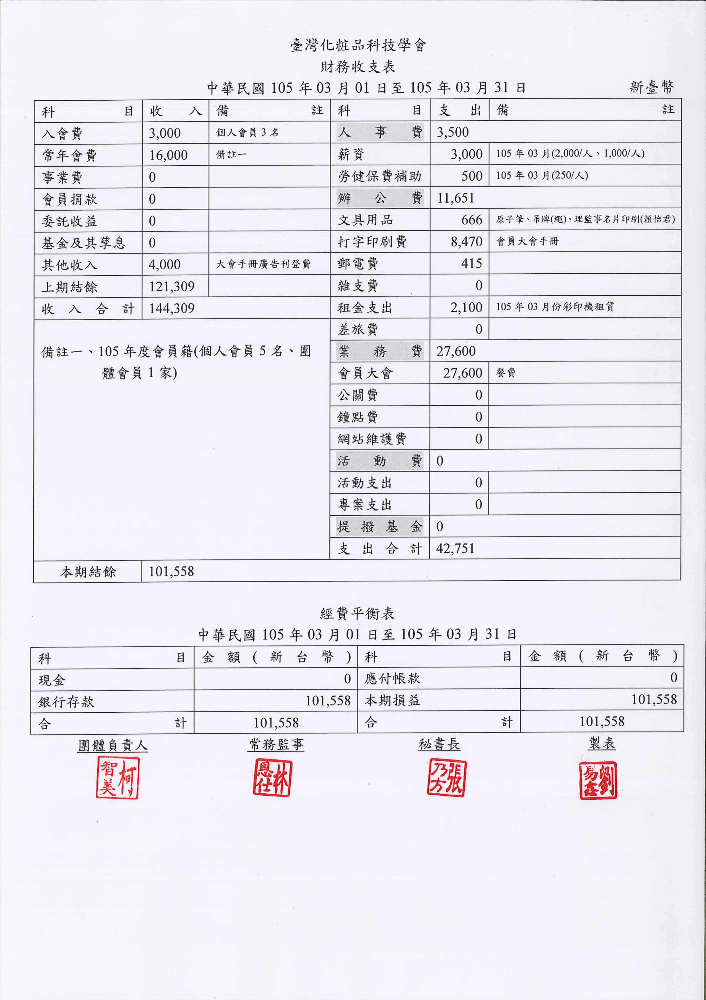 臺灣化粧品科技學會
財務收支表
中華民國 105 年 03 月 01 日至 105 年 03 月 31 日 新臺幣
科目 收入 備註 科目 支出 備註
入會費 3,000 個人會員 3 名 人事費 3,500
常年會費 16,000 備註一 薪資 3,000 105 年 03 月(2,000/人、1,000/人)
事業費 0 勞健保費補助 500 105 年 03 月(250/人)
會員捐款 0 辦公費 11,651
委託收益 0 文具用品 666 原子筆、吊牌(繩)、理監事名片印刷(賴怡君)
基金及其孳息 0 打字印刷費 8,470 會員大會手冊
其他收入 4,000 大會手冊廣告刊登費 郵電費 415
上期結餘 121,309 雜支費 0
收入合計 144,309 租金支出 2,100 105 年 03 月份彩印機租賃
差旅費 0
備註一、105 年度會員籍(個人會員 5 名、團 業務費 27,600
體會員 1 家) 會員大會 27,600 餐費
公關費 0
鐘點費 0
網站維護費 0
活動費 0
活動支出 0
專案支出 0
提撥基金 0
支出合計 42,751
本期結餘 101,558
經費平衡表
中華民國 105 年 03 月 01 日至 105 年 03 月 31 日
科目 金額(新台幣) 科目 金額(新台幣)
現金 0 應付帳款 0
銀行存款 101,558 本期損益 101,558
合計 101,558 合計 101,558
團體負責人 常務監事 秘書長 製表
柯智美 林恩仕 張乃方 劉易鑫